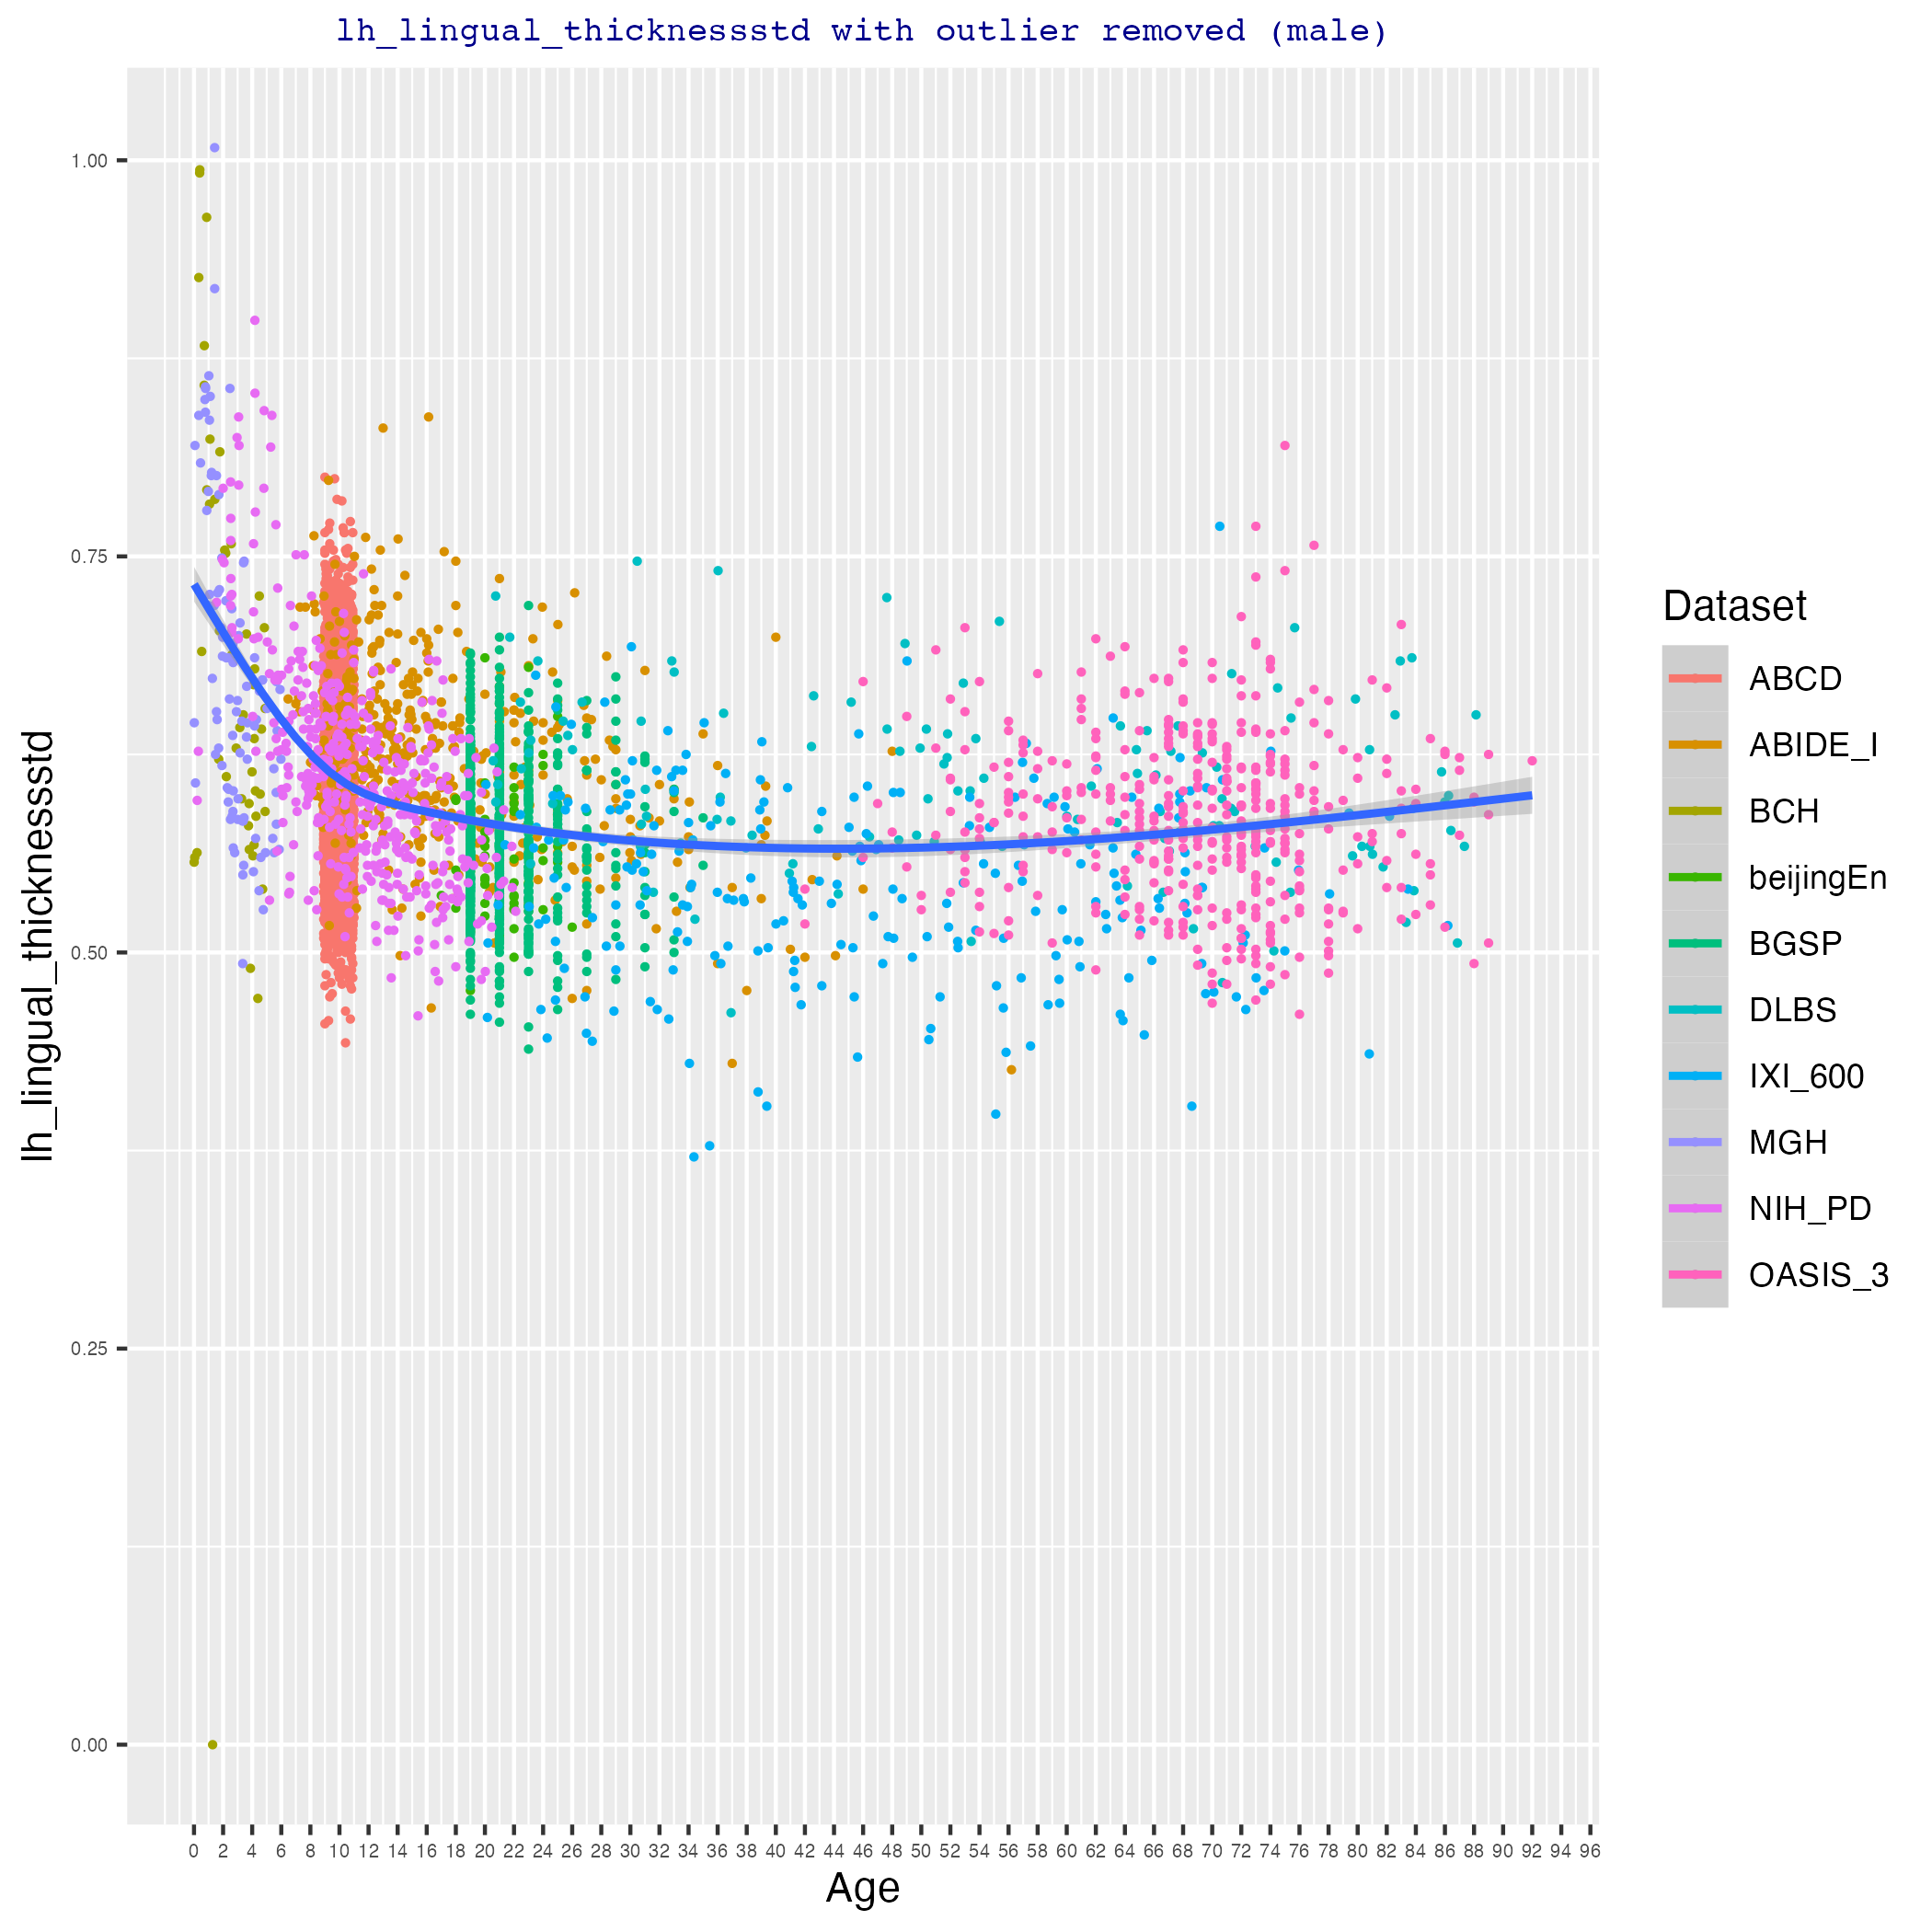 lh_lingual_thicknessstd with outlier removed (male)
lh_lingual_thicknessstd
1.00
0.75
0.50
0.25
0.00
0 2 4 6 8 10 12 14 16 18 20 22 24 26 28 30 32 34 36 38 40 42 44 46 48 50 52 54 56 58 60 62 64 66 68 70 72 74 76 78 80 82 84 86 88 90 92 94 96
Age
Dataset
ABCD
ABIDE_I
BCH
beijingEn
BGSP
DLBS
IXI_600
MGH
NIH_PD
OASIS_3